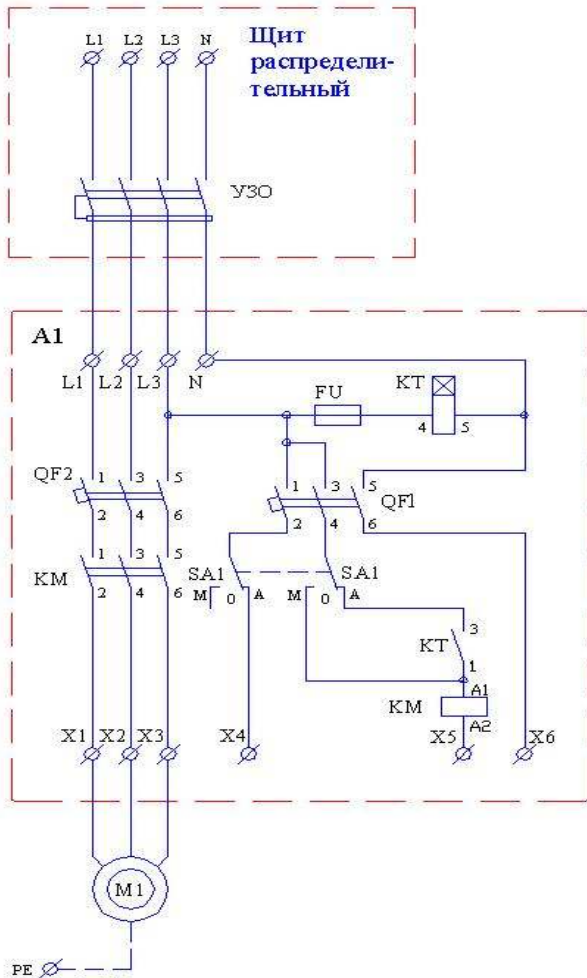 L1 L2 L3 N
Щит
распредели-
тельный
УЗО
A1
L1 L2 L3 N
FU
KT
4 5
QF2
1 3 5
2 4 6
1 3 5
2 4 6
QF1
KM
1 3 5
2 4 6
SA1
M 0 A
SA1
M 0 A
KT
3
1
KM
A1
A2
X1 X2 X3 X4 X5 X6
M1
PE